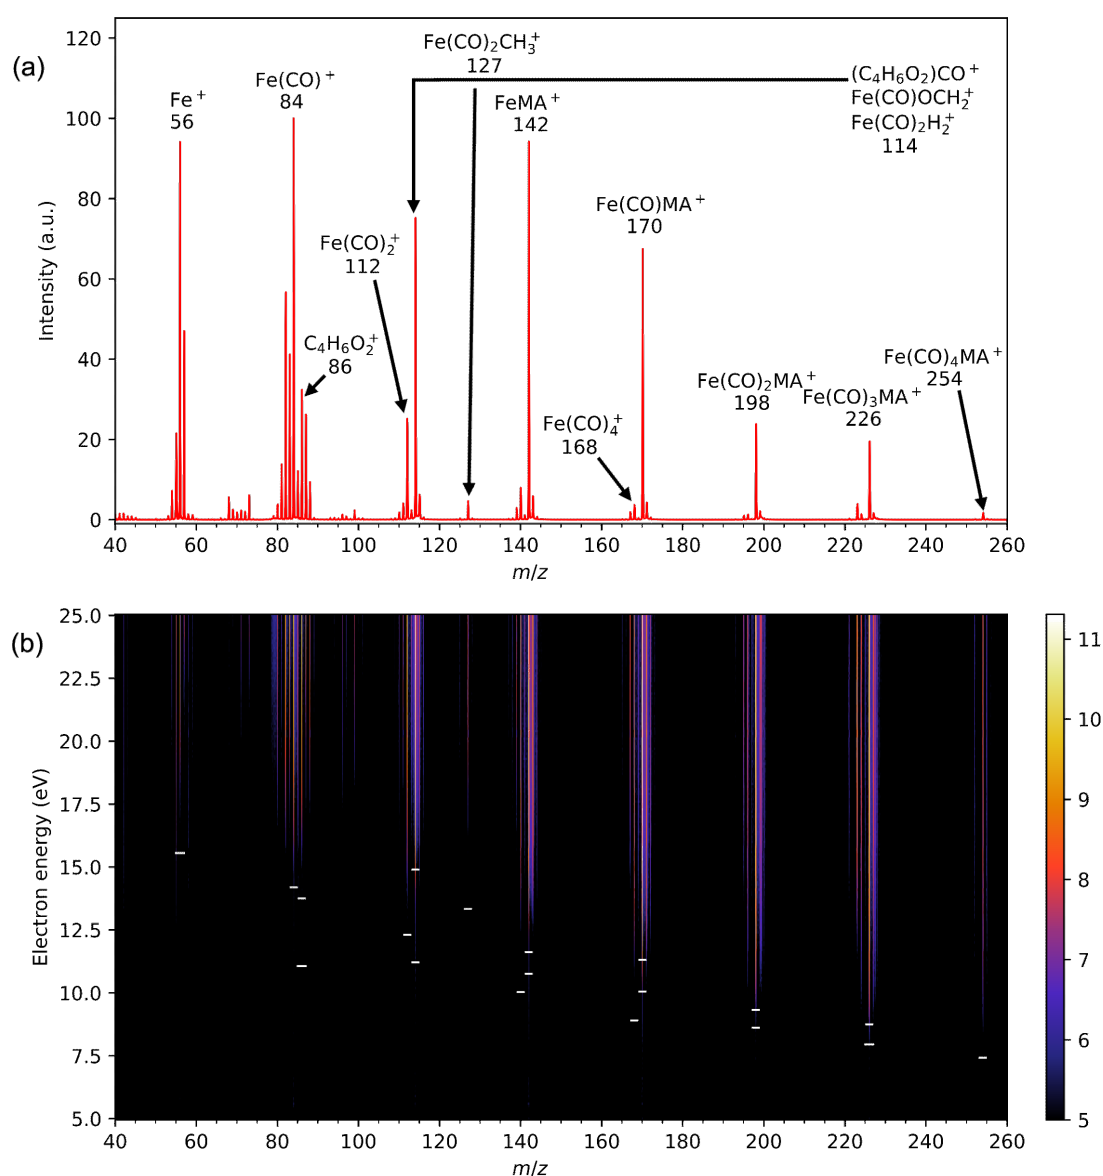 (a)
Intensity (a.u.)
120
100
80
60
40
20
0
Fe⁺
56
Fe(CO)⁺
84
Fe(CO)₂CH₃⁺
127
FeMA⁺
142
(C₄H₆O₂)CO⁺
Fe(CO)OCH₂⁺
Fe(CO)₂H₂⁺
114
Fe(CO)₂⁺
112
C₄H₆O₂⁺
86
Fe(CO)MA⁺
170
Fe(CO)₄⁺
168
Fe(CO)₂MA⁺
198
Fe(CO)₃MA⁺
226
Fe(CO)₄MA⁺
254
40 60 80 100 120 140 160 180 200 220 240 260
m/z
(b)
Electron energy (eV)
25.0
22.5
20.0
17.5
15.0
12.5
10.0
7.5
5.0
40 60 80 100 120 140 160 180 200 220 240 260
m/z
11
10
9
8
7
6
5